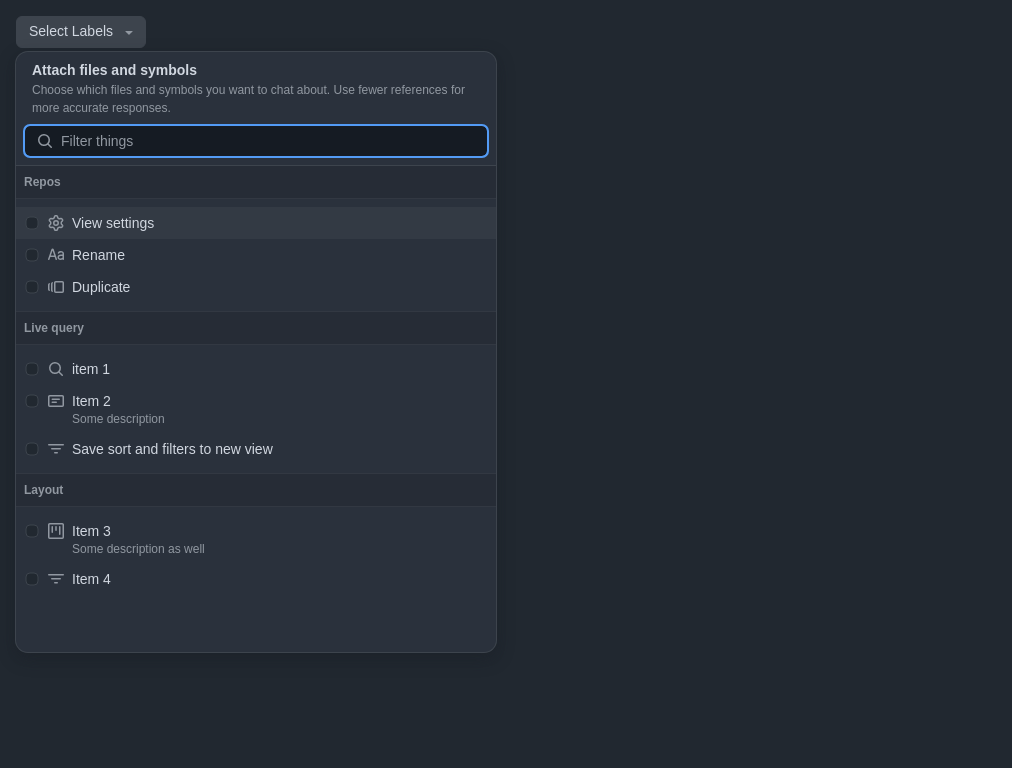 Select Labels
Attach files and symbols
Choose which files and symbols you want to chat about. Use fewer references for
more accurate responses.
Filter things
Repos
View settings
Rename
Duplicate
Live query
item 1
Item 2
Some description
Save sort and filters to new view
Layout
Item 3
Some description as well
Item 4